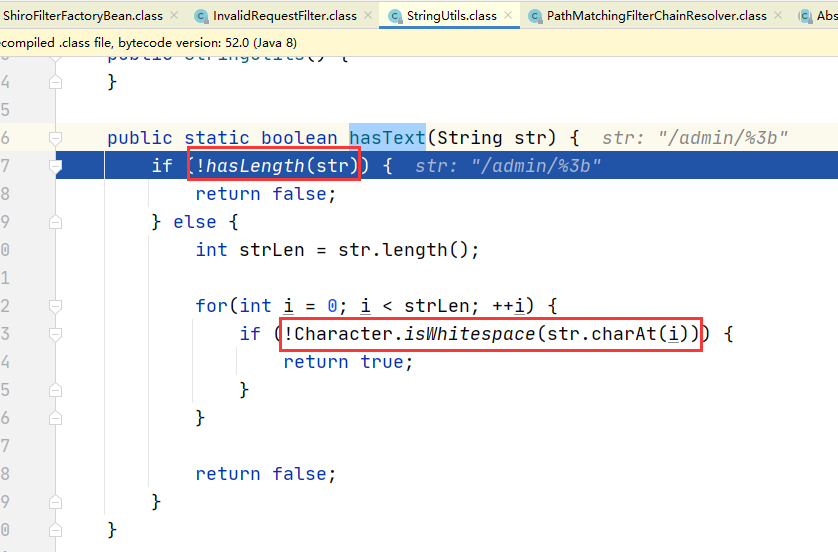 ShiroFilterFactoryBean.class × InvalidRequestFilter.class × StringUtils.class × PathMatchingFilterChainResolver.class × Abs
ecompiled .class file, bytecode version: 52.0 (Java 8)
3 public StringUtils() {
4 }
5
6 public static boolean hasText(String str) { str: "/admin/%3b"
7 if (!hasLength(str)) { str: "/admin/%3b"
8 return false;
9 } else {
0 int strLen = str.length();
1
2 for(int i = 0; i < strLen; ++i) {
3 if (!Character.isWhitespace(str.charAt(i))) {
4 return true;
5 }
6 }
7
8 return false;
9 }
0 }